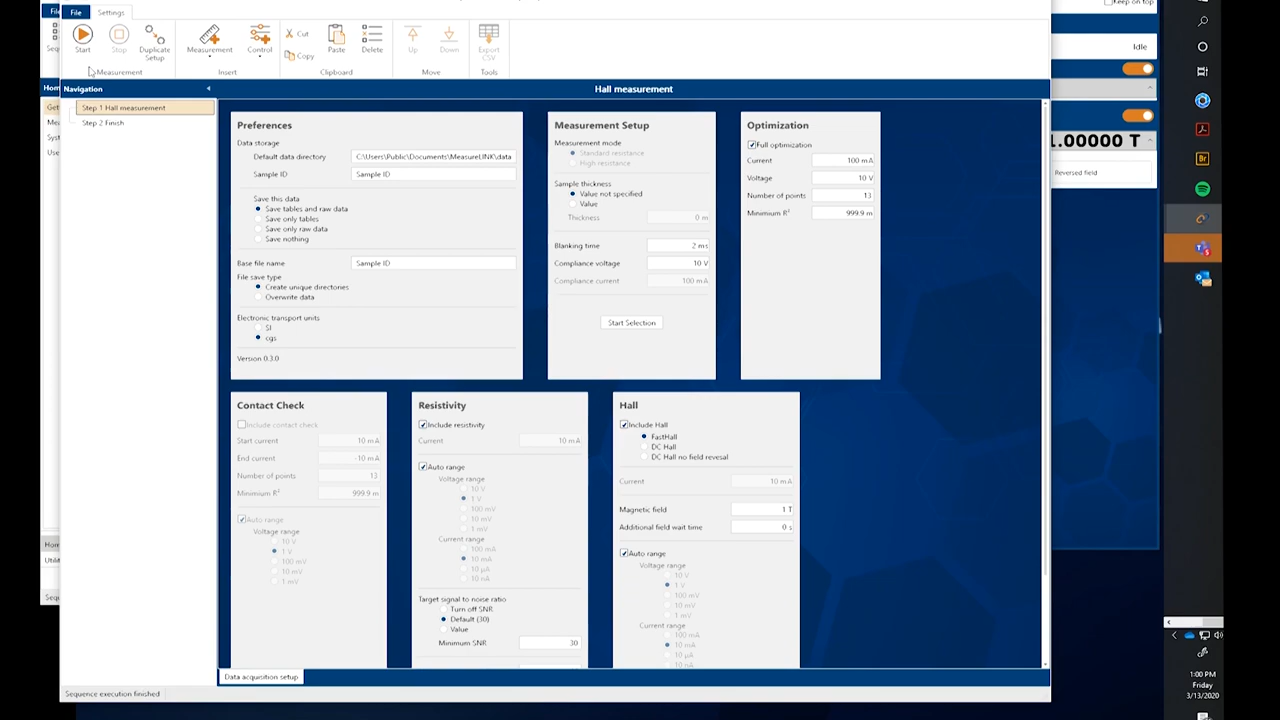 File
Settings
Start
Stop
Duplicate
Setup
Measurement
Measurement
Control
Insert
Cut
Copy
Paste
Delete
Clipboard
Up
Down
Move
Export
CSV
Tools
Navigation
Hall measurement
Step 1 Hall measurement
Step 2 Finish
Preferences
Data storage
Default data directory C:\Users\Public\Documents\MeasureLINK\data
Sample ID Sample ID
Save this data
Save tables and raw data
Save only tables
Save only raw data
Save nothing
Base file name Sample ID
File save type
Create unique directories
Overwrite data
Electronic transport units
SI
cgs
Version 0.3.0
Measurement Setup
Measurement mode
Standard resistance
High resistance
Sample thickness
Value not specified
Value
Thickness 0 m
Blanking time 2 ms
Compliance voltage 10 V
Compliance current 100 mA
Start Selection
Optimization
Full optimization
Current 100 mA
Voltage 10 V
Number of points 13
Minimum R² 999.9 m
Contact Check
Include contact check
Start current 10 mA
End current -10 mA
Number of points 13
Minimum R² 999.9 m
Auto range
Voltage range
10 V
1 V
100 mV
10 mV
1 mV
Resistivity
Include resistivity
Current 10 mA
Auto range
Voltage range
10 V
1 V
100 mV
10 mV
1 mV
Current range
100 mA
10 mA
10 µA
10 nA
Target signal to noise ratio
Turn off SNR
Default (30)
Value
Minimum SNR 30
Hall
Include Hall
FastHall
DC Hall
DC Hall no field revesal
Current 10 mA
Magnetic field 1 T
Additional field wait time 0 s
Auto range
Voltage range
10 V
1 V
100 mV
10 mV
1 mV
Current range
100 mA
10 mA
10 µA
10 nA
Data acquisition setup
Sequence execution finished
Keep on top
Idle
1.00000 T
Reversed field
1:00 PM
Friday
3/13/2020